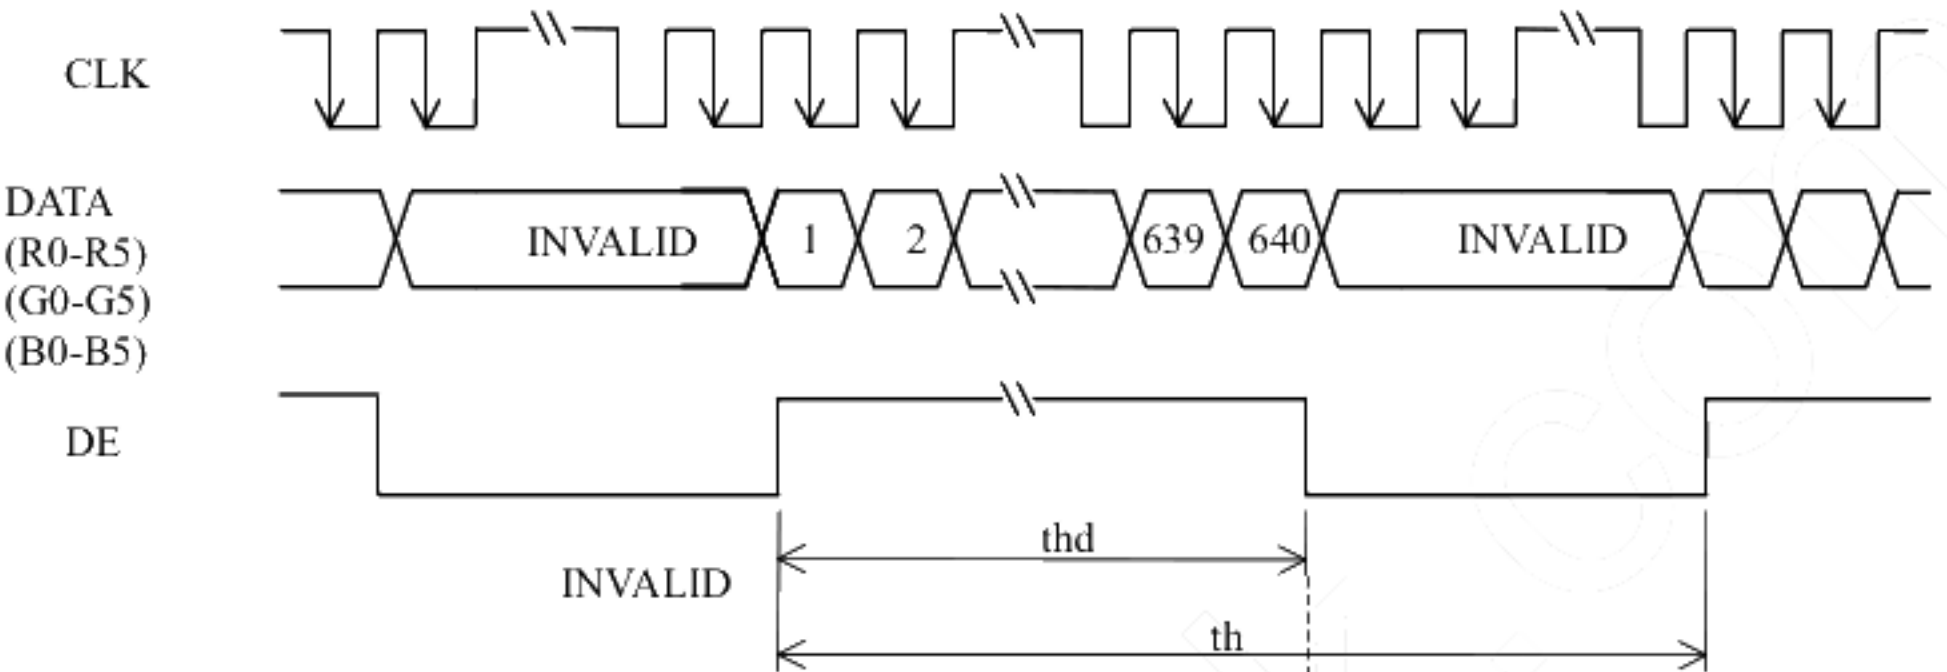 CLK
DATA
(R0-R5)
(G0-G5)
(B0-B5)
INVALID 1 2 639 640 INVALID
DE
thd
INVALID
th